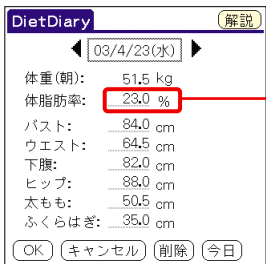 DietDiary 解説
03/4/23(水)
体重(朝): 51.5 kg
体脂肪率: 23.0 %
バスト: 84.0 cm
ウエスト: 64.5 cm
下腹: 82.0 cm
ヒップ: 88.0 cm
太もも: 50.5 cm
ふくらはぎ: 35.0 cm
OK キャンセル 削除 今日